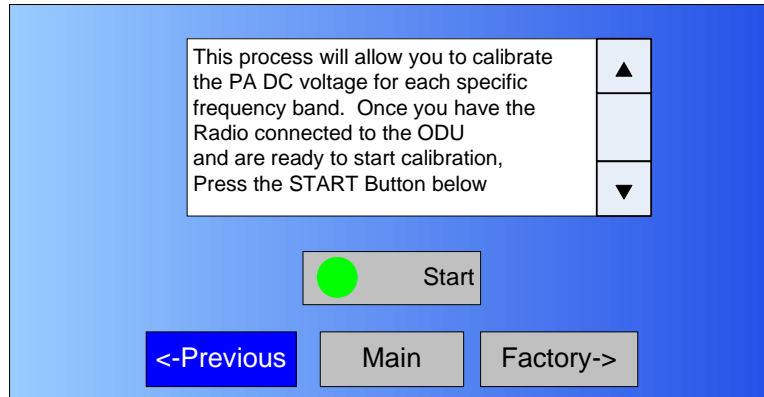 This process will allow you to calibrate
the PA DC voltage for each specific
frequency band.  Once you have the
Radio connected to the ODU
and are ready to start calibration,
Press the START Button below
Start
<-Previous
Main
Factory->